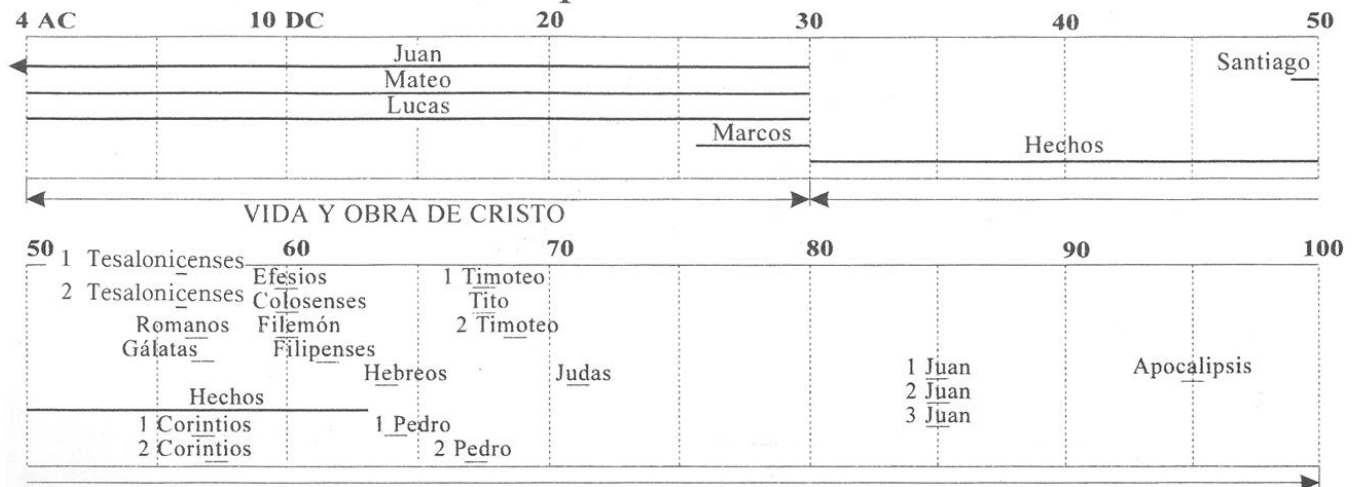 4 AC 10 DC 20 30 40 50
Juan
Santiago
Mateo
Lucas
Marcos
Hechos
VIDA Y OBRA DE CRISTO
50 60 70 80 90 100
1 Tesalonicenses
Efesios 1 Timoteo
2 Tesalonicenses Colosenses Tito
Romanos Filemón 2 Timoteo
Gálatas Filipenses
Hebreos Judas 1 Juan Apocalipsis
2 Juan
Hechos
3 Juan
1 Corintios 1 Pedro
2 Corintios 2 Pedro